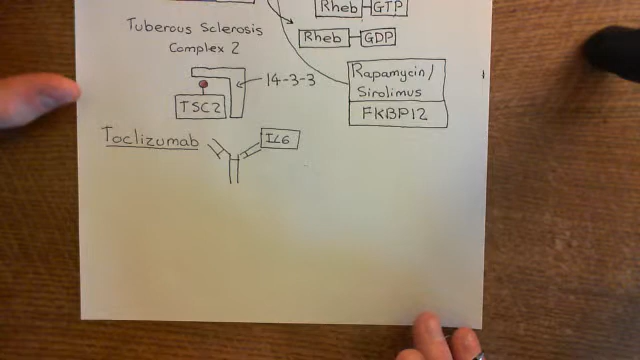 Rheb GTP
Tuberous Sclerosis
Complex 2
Rheb GDP
14-3-3
TSC2
Rapamycin/
Sirolimus
FKBP12
Toclizumab
IL6